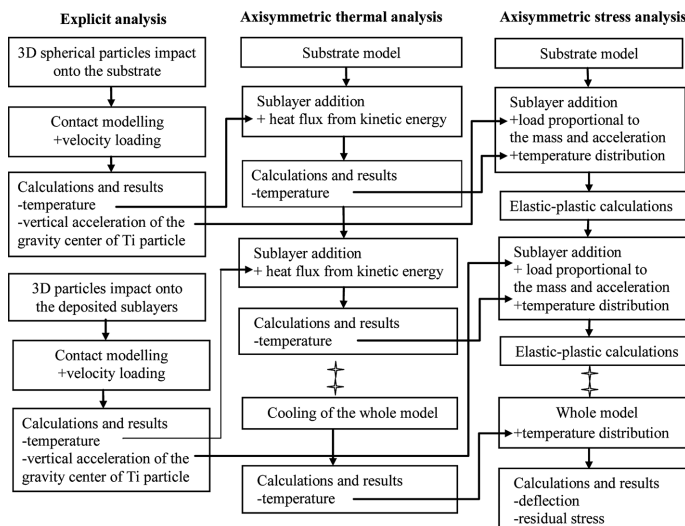 Explicit analysis
3D spherical particles impact
onto the substrate
Contact modelling
+velocity loading
Calculations and results
-temperature
-vertical acceleration of the
gravity center of Ti particle
3D particles impact onto
the deposited sublayers
Contact modelling
+velocity loading
Calculations and results
-temperature
-vertical acceleration of the
gravity center of Ti particle
Axisymmetric thermal analysis
Substrate model
Sublayer addition
+ heat flux from kinetic energy
Calculations and results
-temperature
Sublayer addition
+ heat flux from kinetic energy
Calculations and results
-temperature
Cooling of the whole model
Calculations and results
-temperature
Axisymmetric stress analysis
Substrate model
Sublayer addition
+load proportional to
the mass and acceleration
+temperature distribution
Elastic-plastic calculations
Sublayer addition
+ load proportional to
the mass and acceleration
+temperature distribution
Elastic-plastic calculations
Whole model
+temperature distribution
Calculations and results
-deflection
-residual stress